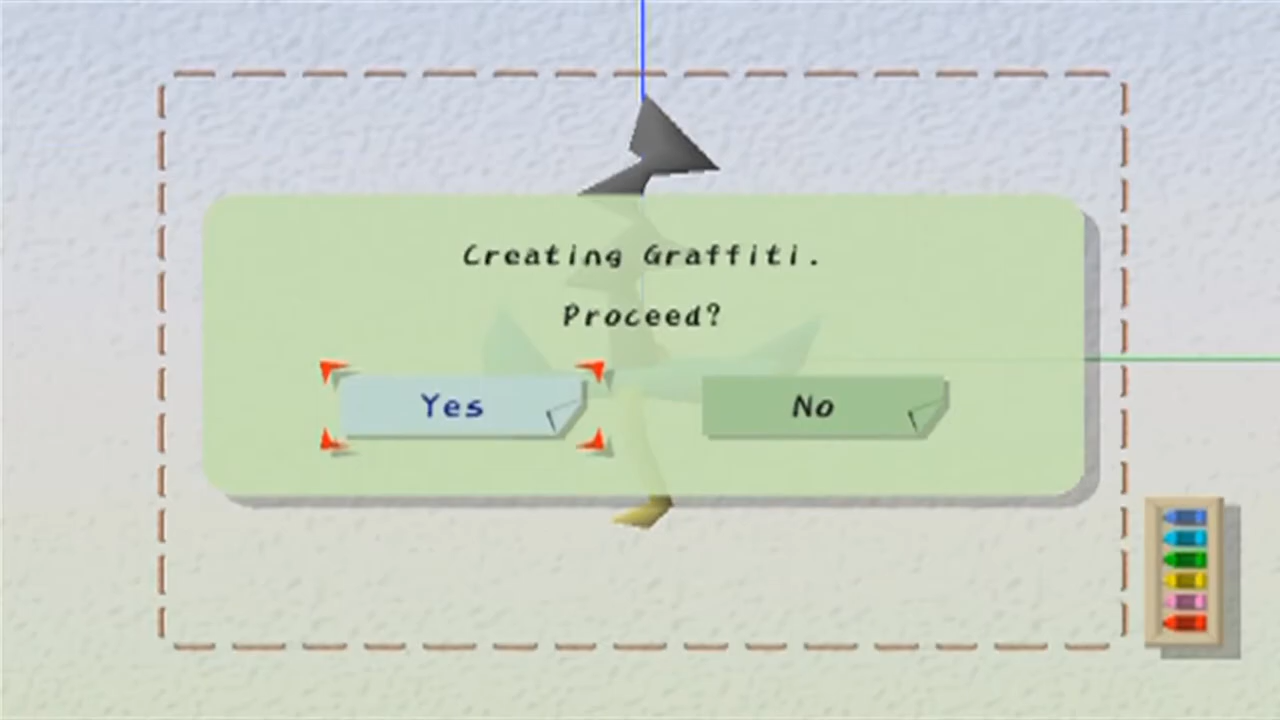 Creating Graffiti.
Proceed?
Yes
No